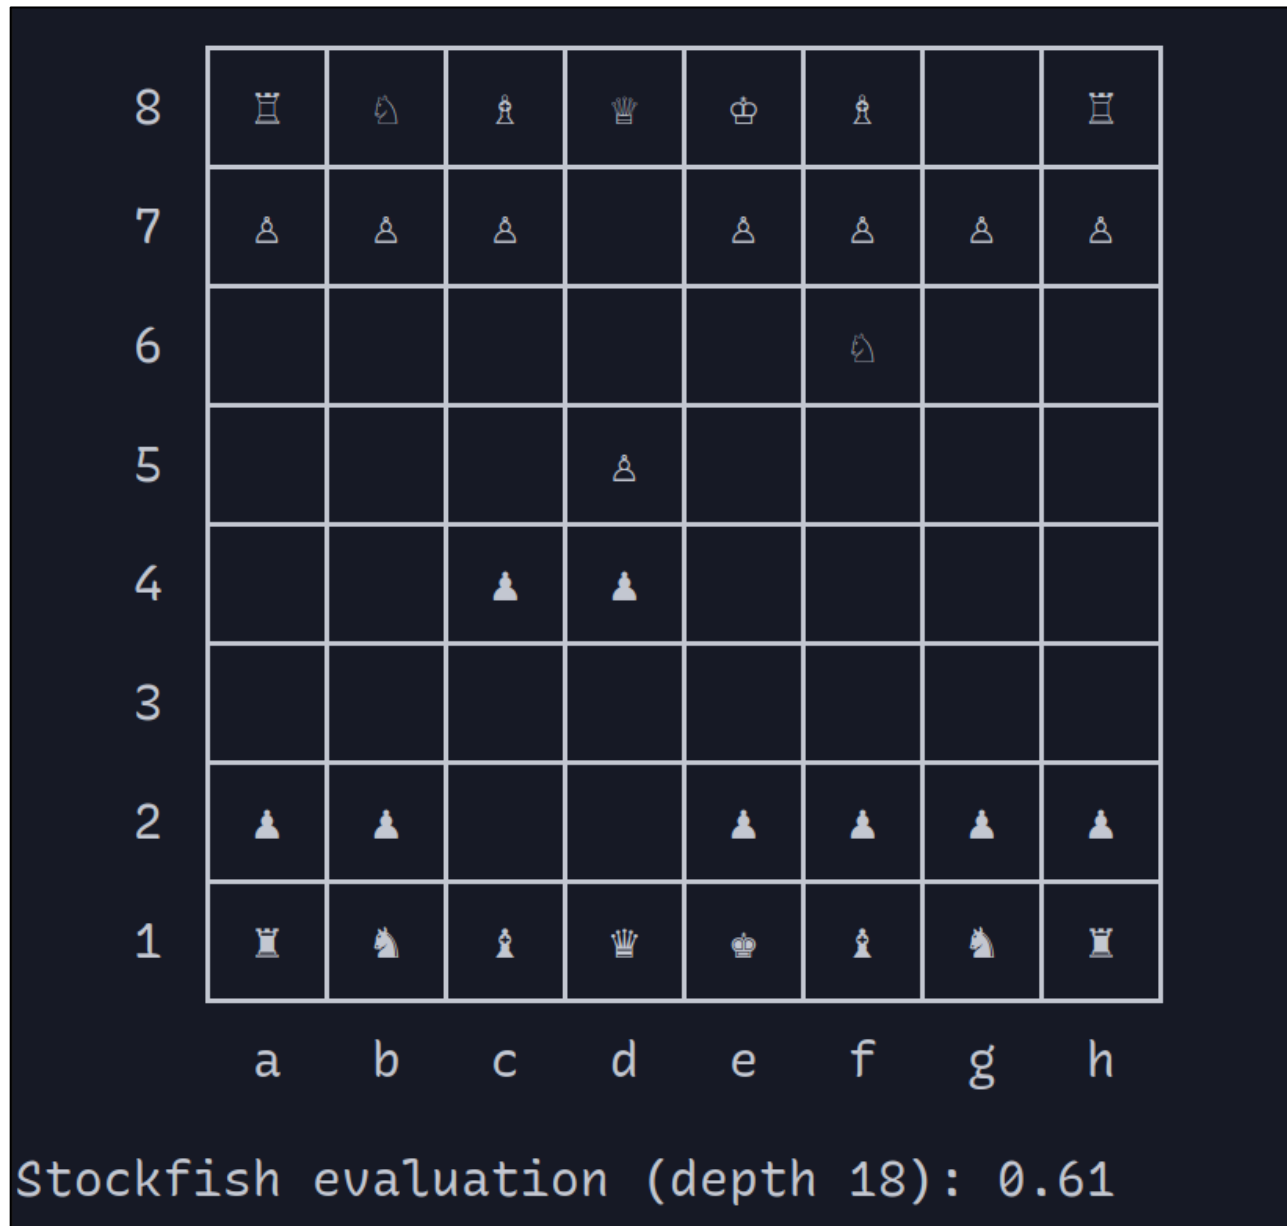 8 ♖ ♘ ♗ ♕ ♔ ♗ ♖
7 ♙ ♙ ♙ ♙ ♙ ♙ ♙
6 ♘
5 ♙
4 ♟ ♟
3
2 ♟ ♟ ♟ ♟ ♟ ♟
1 ♜ ♞ ♝ ♛ ♚ ♝ ♞ ♜
a b c d e f g h
Stockfish evaluation (depth 18): 0.61